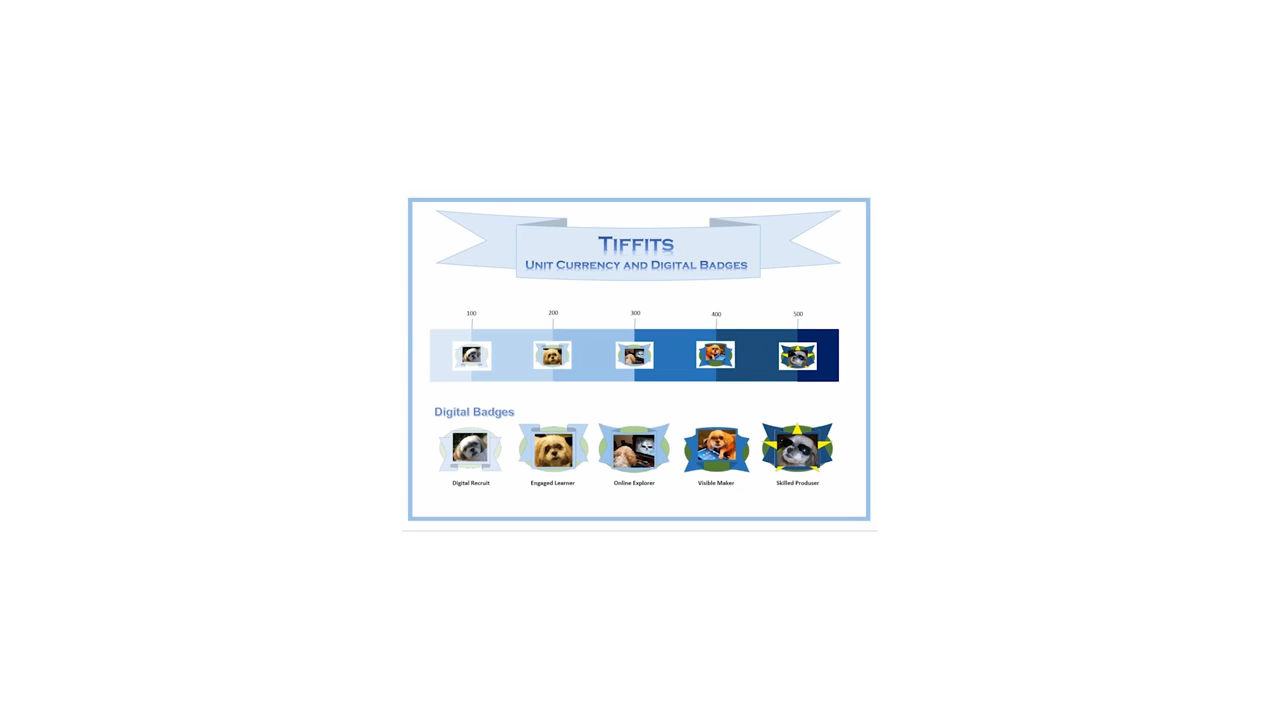 TIFFITS
UNIT CURRENCY AND DIGITAL BADGES
100 200 300 400 500
Digital Badges
Digital Recruit Engaged Learner Online Explorer Visible Maker Skilled Produser